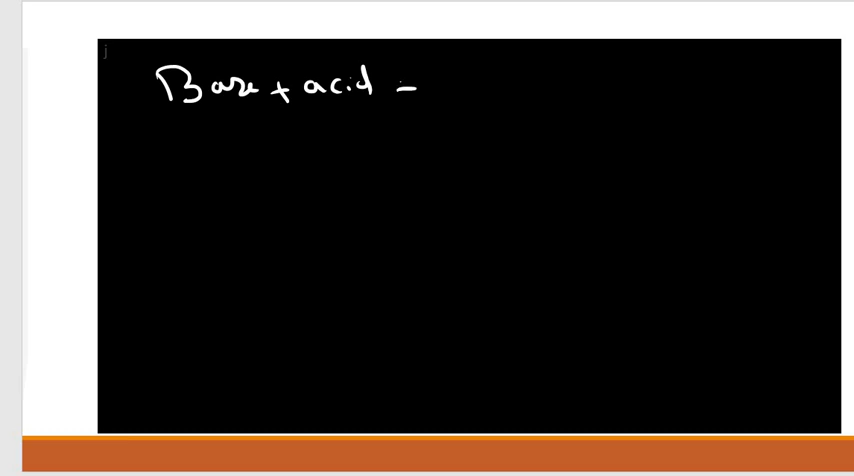 j
Base + acid =